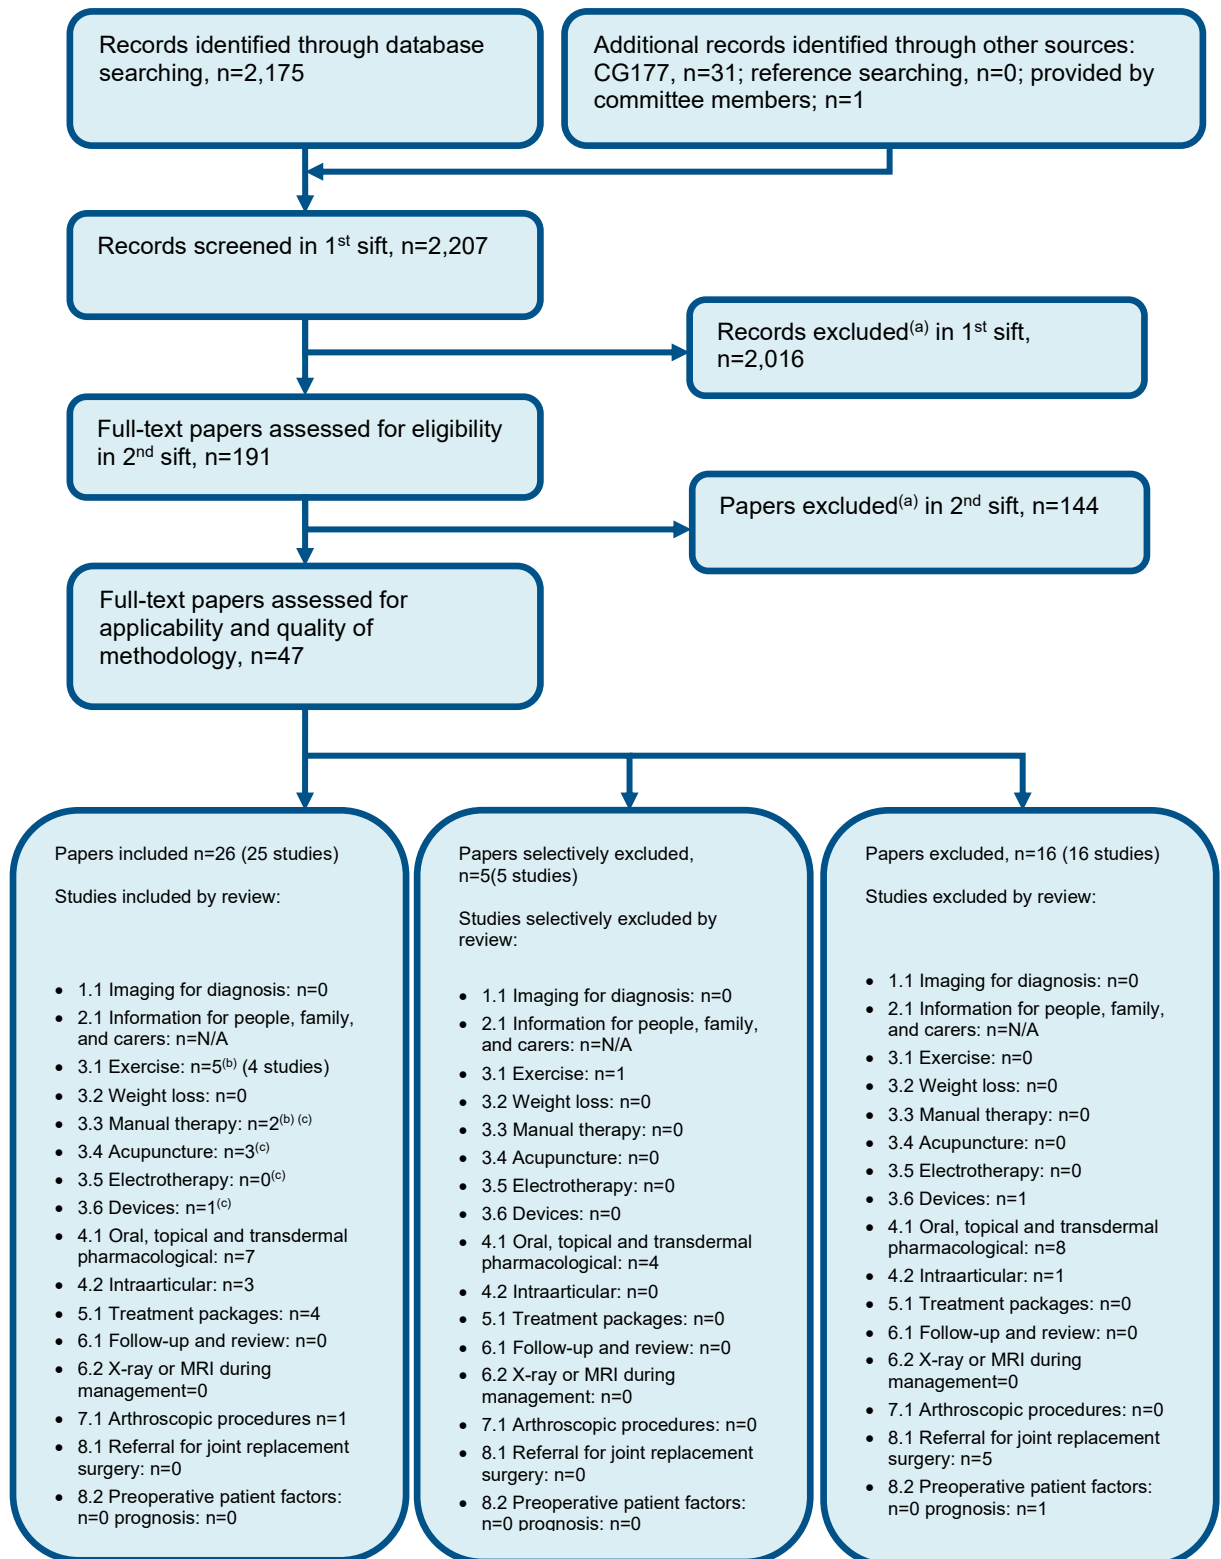 Records identified through database
searching, n=2,175
Additional records identified through other sources:
CG177, n=31; reference searching, n=0; provided by
committee members; n=1
Records screened in 1st sift, n=2,207
Records excluded(a) in 1st sift,
n=2,016
Full-text papers assessed for eligibility
in 2nd sift, n=191
Papers excluded(a) in 2nd sift, n=144
Full-text papers assessed for
applicability and quality of
methodology, n=47
Papers included n=26 (25 studies)
Studies included by review:
• 1.1 Imaging for diagnosis: n=0
• 2.1 Information for people, family,
and carers: n=N/A
• 3.1 Exercise: n=5(b) (4 studies)
• 3.2 Weight loss: n=0
• 3.3 Manual therapy: n=2(b) (c)
• 3.4 Acupuncture: n=3(c)
• 3.5 Electrotherapy: n=0(c)
• 3.6 Devices: n=1(c)
• 4.1 Oral, topical and transdermal
pharmacological: n=7
• 4.2 Intraarticular: n=3
• 5.1 Treatment packages: n=4
• 6.1 Follow-up and review: n=0
• 6.2 X-ray or MRI during
management=0
• 7.1 Arthroscopic procedures n=1
• 8.1 Referral for joint replacement
surgery: n=0
• 8.2 Preoperative patient factors:
n=0 prognosis: n=0
Papers selectively excluded,
n=5(5 studies)
Studies selectively excluded by
review:
• 1.1 Imaging for diagnosis: n=0
• 2.1 Information for people, family,
and carers: n=N/A
• 3.1 Exercise: n=1
• 3.2 Weight loss: n=0
• 3.3 Manual therapy: n=0
• 3.4 Acupuncture: n=0
• 3.5 Electrotherapy: n=0
• 3.6 Devices: n=0
• 4.1 Oral, topical and transdermal
pharmacological: n=4
• 4.2 Intraarticular: n=0
• 5.1 Treatment packages: n=0
• 6.1 Follow-up and review: n=0
• 6.2 X-ray or MRI during
management: n=0
• 7.1 Arthroscopic procedures: n=0
• 8.1 Referral for joint replacement
surgery: n=0
• 8.2 Preoperative patient factors:
n=0 prognosis: n=0
Papers excluded, n=16 (16 studies)
Studies excluded by review:
• 1.1 Imaging for diagnosis: n=0
• 2.1 Information for people, family,
and carers: n=N/A
• 3.1 Exercise: n=0
• 3.2 Weight loss: n=0
• 3.3 Manual therapy: n=0
• 3.4 Acupuncture: n=0
• 3.5 Electrotherapy: n=0
• 3.6 Devices: n=1
• 4.1 Oral, topical and transdermal
pharmacological: n=8
• 4.2 Intraarticular: n=1
• 5.1 Treatment packages: n=0
• 6.1 Follow-up and review: n=0
• 6.2 X-ray or MRI during
management=0
• 7.1 Arthroscopic procedures: n=0
• 8.1 Referral for joint replacement
surgery: n=5
• 8.2 Preoperative patient factors:
n=0 prognosis: n=1